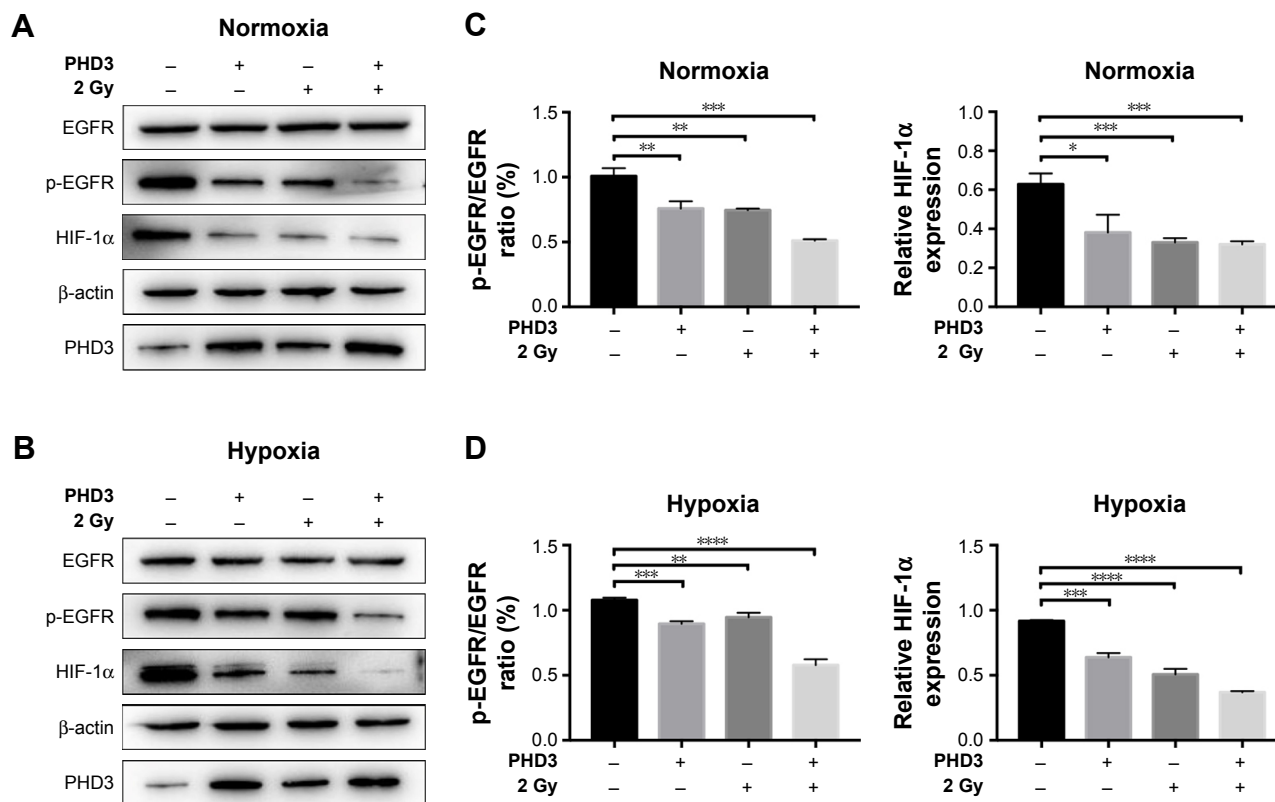 A
Normoxia
PHD3 – + – +
2 Gy – – + +
EGFR
p-EGFR
HIF-1α
β-actin
PHD3
B
Hypoxia
PHD3 – + – +
2 Gy – – + +
EGFR
p-EGFR
HIF-1α
β-actin
PHD3
C
Normoxia
p-EGFR/EGFR
ratio (%)
1.5
1.0
0.5
0.0
***
**
**
PHD3 – + – +
2 Gy – – + +
Normoxia
Relative HIF-1α
expression
1.0
0.8
0.6
0.4
0.2
0.0
***
***
*
PHD3 – + – +
2 Gy – – + +
D
Hypoxia
p-EGFR/EGFR
ratio (%)
1.5
1.0
0.5
0.0
****
**
***
PHD3 – + – +
2 Gy – – + +
Hypoxia
Relative HIF-1α
expression
1.5
1.0
0.5
0.0
****
****
***
PHD3 – + – +
2 Gy – – + +